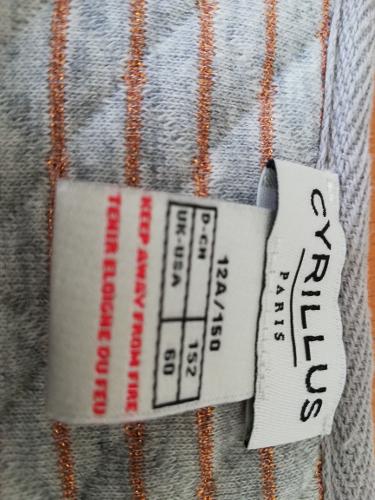 CYRILLUS
PARIS
12A/150
D-CH 152
UK-USA 60
KEEP AWAY FROM FIRE
TENIR ELOIGNE DU FEU